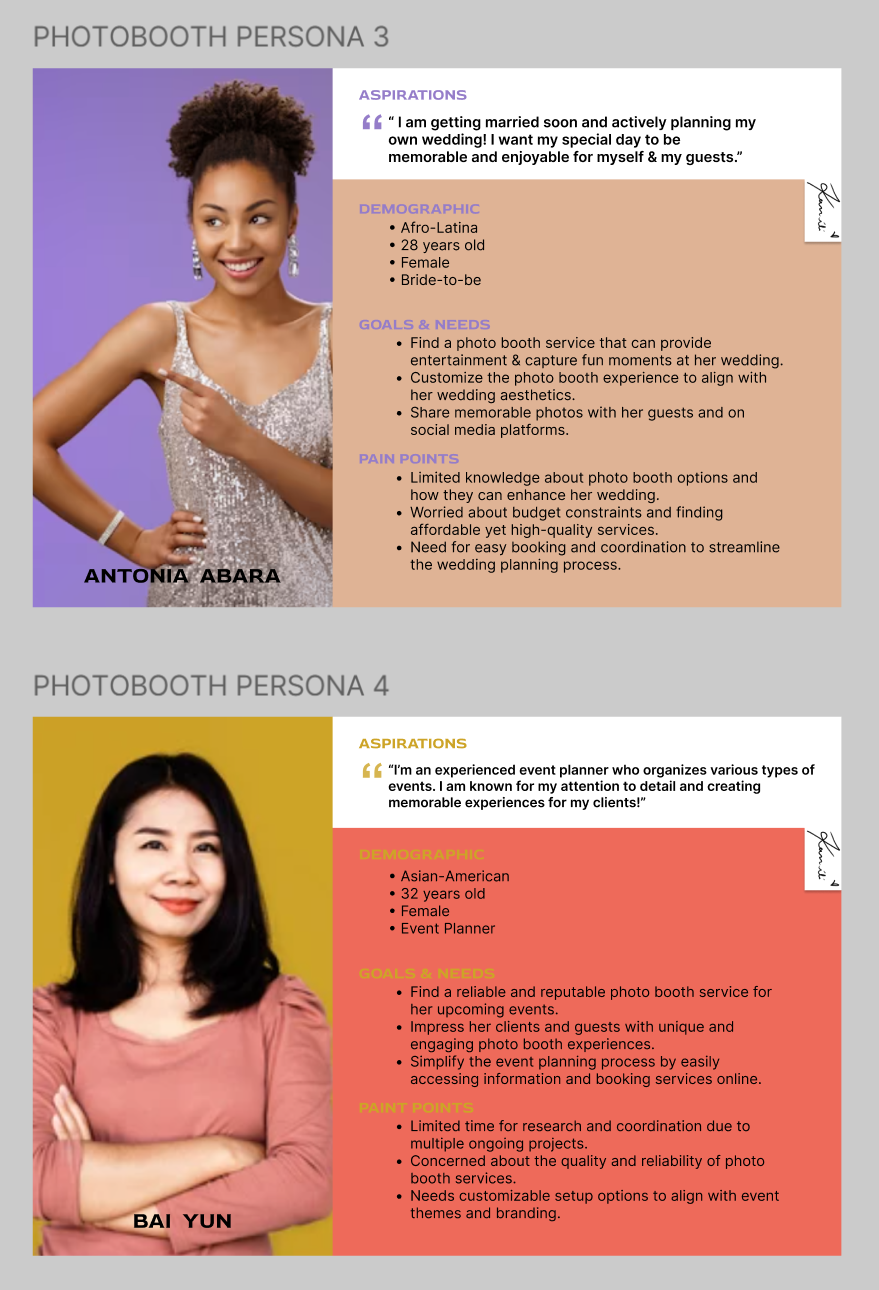 PHOTOBOOTH PERSONA 3
ASPIRATIONS
“ I am getting married soon and actively planning my
own wedding! I want my special day to be
memorable and enjoyable for myself & my guests.”
DEMOGRAPHIC
• Afro-Latina
• 28 years old
• Female
• Bride-to-be
GOALS & NEEDS
• Find a photo booth service that can provide
entertainment & capture fun moments at her wedding.
• Customize the photo booth experience to align with
her wedding aesthetics.
• Share memorable photos with her guests and on
social media platforms.
PAIN POINTS
• Limited knowledge about photo booth options and
how they can enhance her wedding.
• Worried about budget constraints and finding
affordable yet high-quality services.
• Need for easy booking and coordination to streamline
the wedding planning process.
ANTONIA ABARA
PHOTOBOOTH PERSONA 4
ASPIRATIONS
“I’m an experienced event planner who organizes various types of
events. I am known for my attention to detail and creating
memorable experiences for my clients!”
DEMOGRAPHIC
• Asian-American
• 32 years old
• Female
• Event Planner
GOALS & NEEDS
• Find a reliable and reputable photo booth service for
her upcoming events.
• Impress her clients and guests with unique and
engaging photo booth experiences.
• Simplify the event planning process by easily
accessing information and booking services online.
PAINT POINTS
• Limited time for research and coordination due to
multiple ongoing projects.
• Concerned about the quality and reliability of photo
booth services.
• Needs customizable setup options to align with event
themes and branding.
BAI YUN